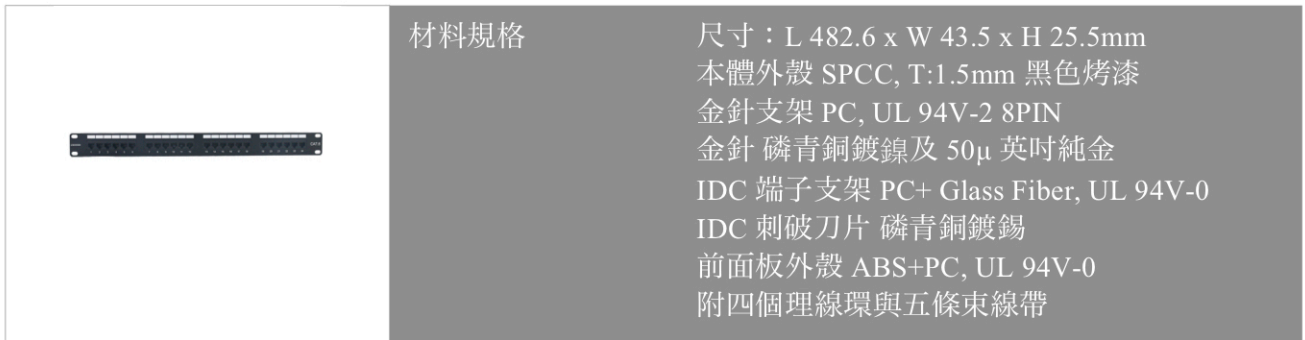 材料規格
尺寸：L 482.6 x W 43.5 x H 25.5mm
本體外殼 SPCC, T:1.5mm 黑色烤漆
金針支架 PC, UL 94V-2 8PIN
金針 磷青銅鍍鎳及 50μ 英吋純金
IDC 端子支架 PC+ Glass Fiber, UL 94V-0
IDC 刺破刀片 磷青銅鍍錫
前面板外殼 ABS+PC, UL 94V-0
附四個理線環與五條束線帶